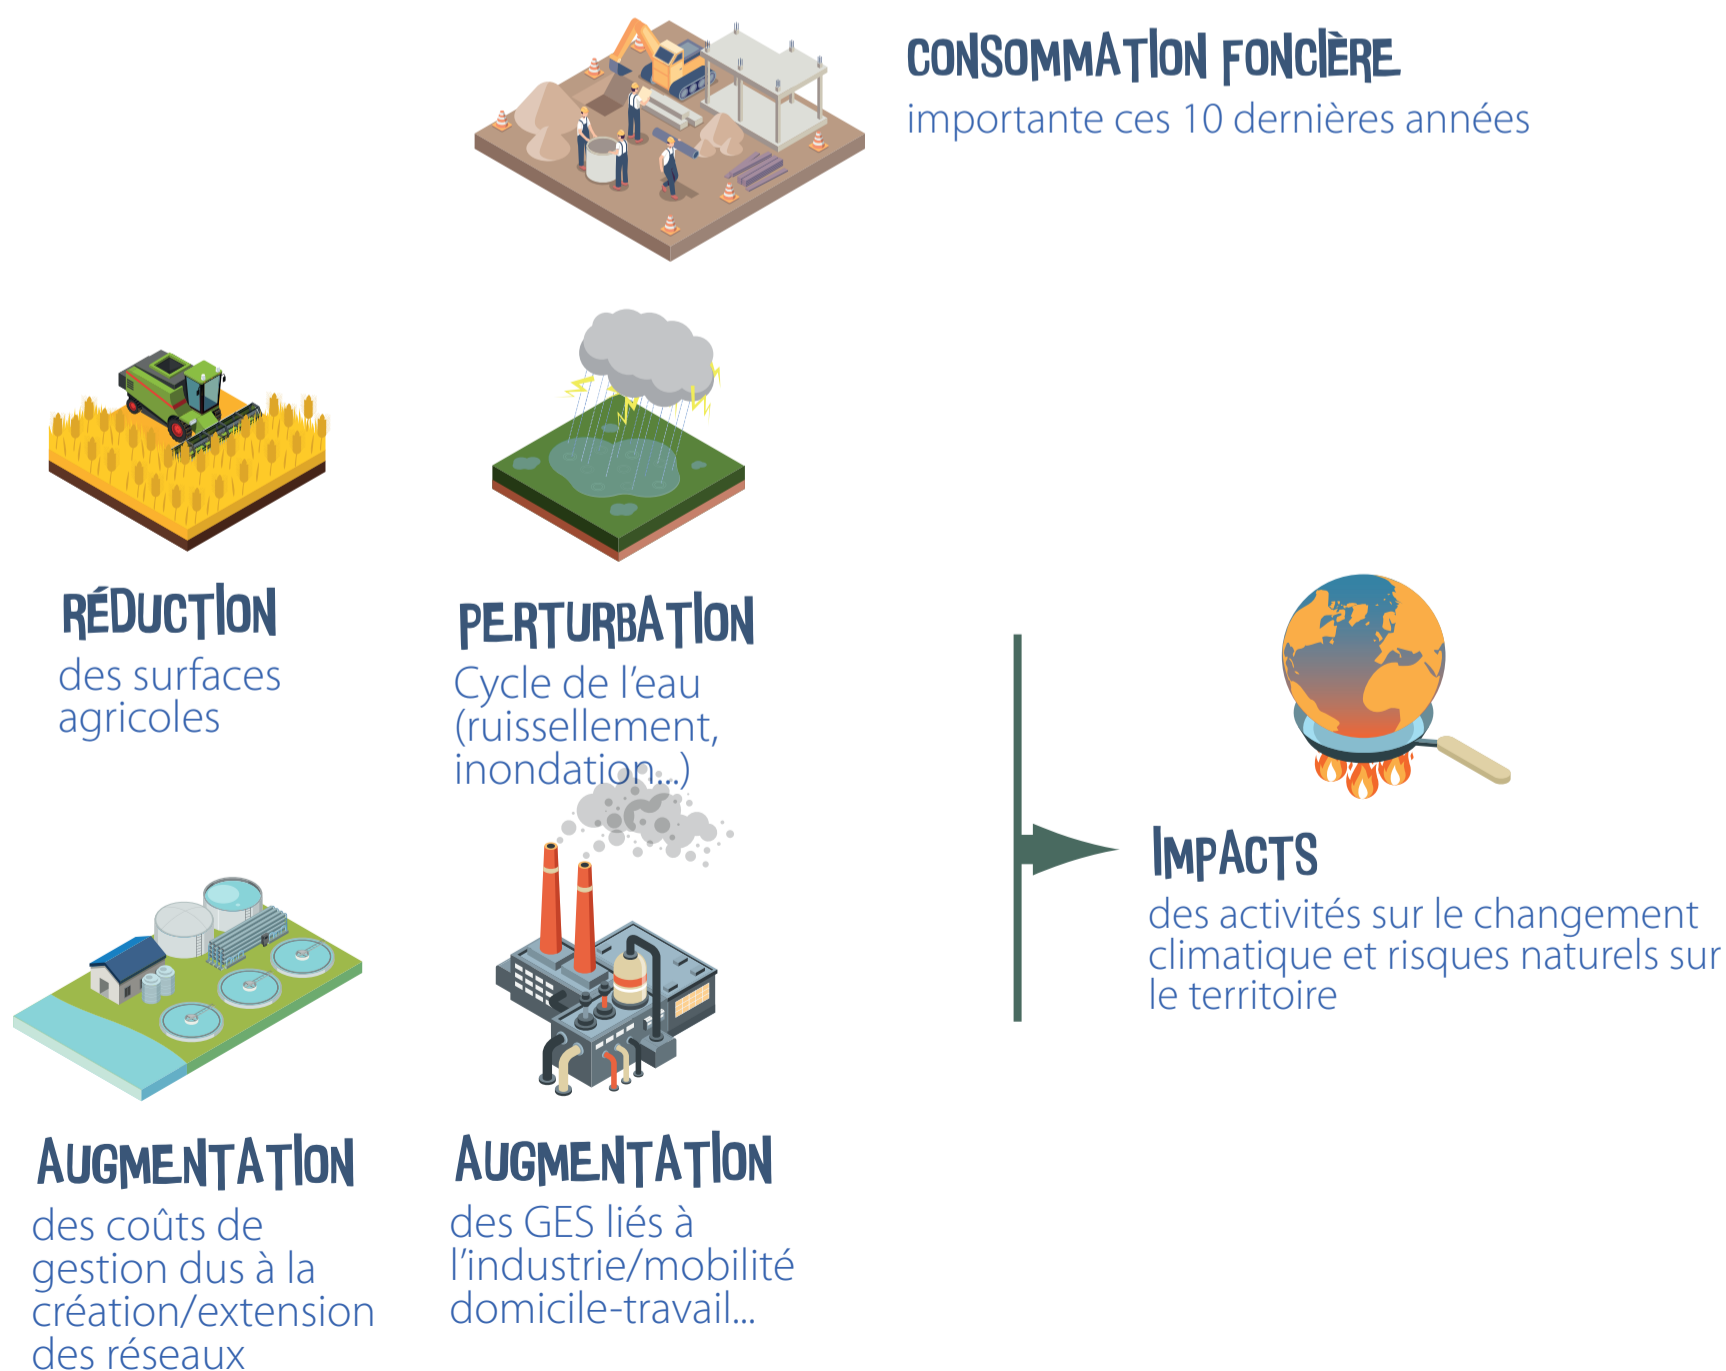 CONSOMMATION FONCIÈRE
importante ces 10 dernières années
RÉDUCTION
des surfaces
agricoles
PERTURBATION
Cycle de l'eau
(ruissellement,
inondation...)
AUGMENTATION
des coûts de
gestion dus à la
création/extension
des réseaux
AUGMENTATION
des GES liés à
l'industrie/mobilité
domicile-travail...
IMPACTS
des activités sur le changement
climatique et risques naturels sur
le territoire